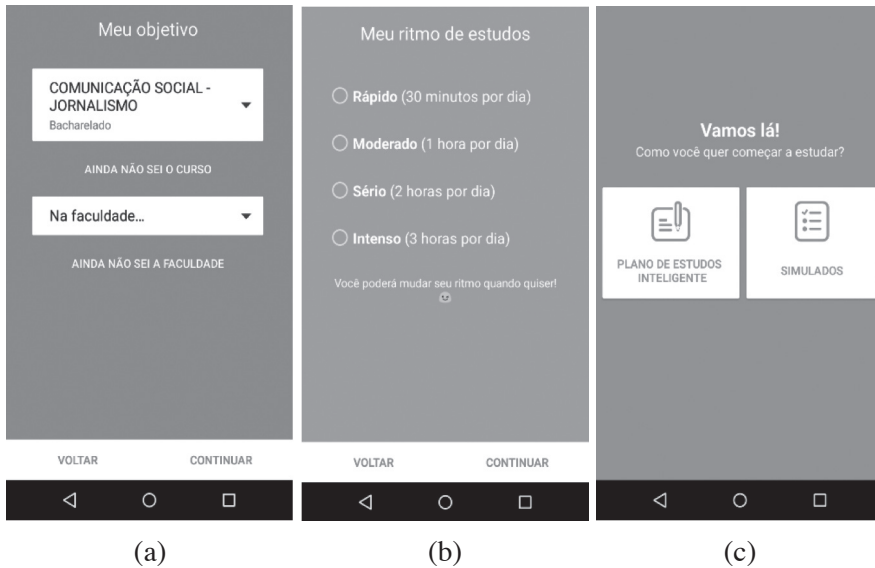 Meu objetivo
COMUNICAÇÃO SOCIAL -
JORNALISMO
Bacharelado
AINDA NÃO SEI O CURSO
Na faculdade...
AINDA NÃO SEI A FACULDADE
VOLTAR CONTINUAR
(a)
Meu ritmo de estudos
Rápido (30 minutos por dia)
Moderado (1 hora por dia)
Sério (2 horas por dia)
Intenso (3 horas por dia)
Você poderá mudar seu ritmo quando quiser!
VOLTAR CONTINUAR
(b)
Vamos lá!
Como você quer começar a estudar?
PLANO DE ESTUDOS
INTELIGENTE
SIMULADOS
(c)